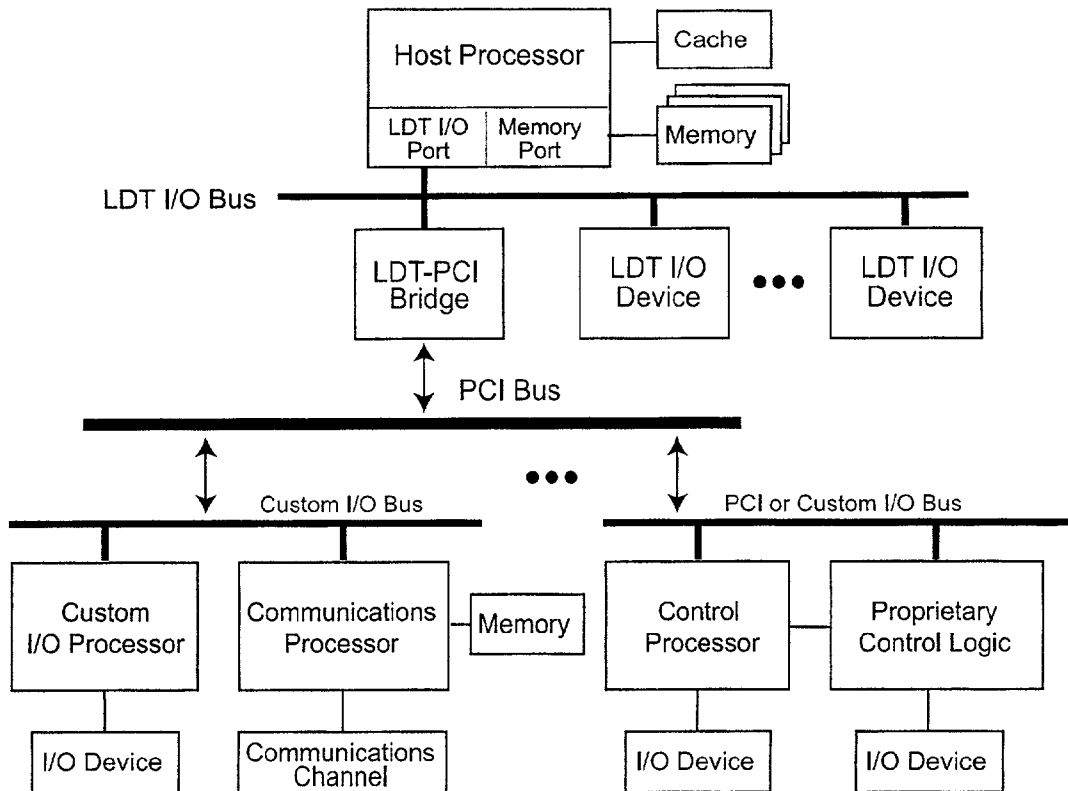 Host Processor
Cache
LDT I/O
Port
Memory
Port
Memory
LDT I/O Bus
LDT-PCI
Bridge
LDT I/O
Device
LDT I/O
Device
PCI Bus
Custom I/O Bus
PCI or Custom I/O Bus
Custom
I/O Processor
Communications
Processor
Memory
Control
Processor
Proprietary
Control Logic
I/O Device
Communications
Channel
I/O Device
I/O Device